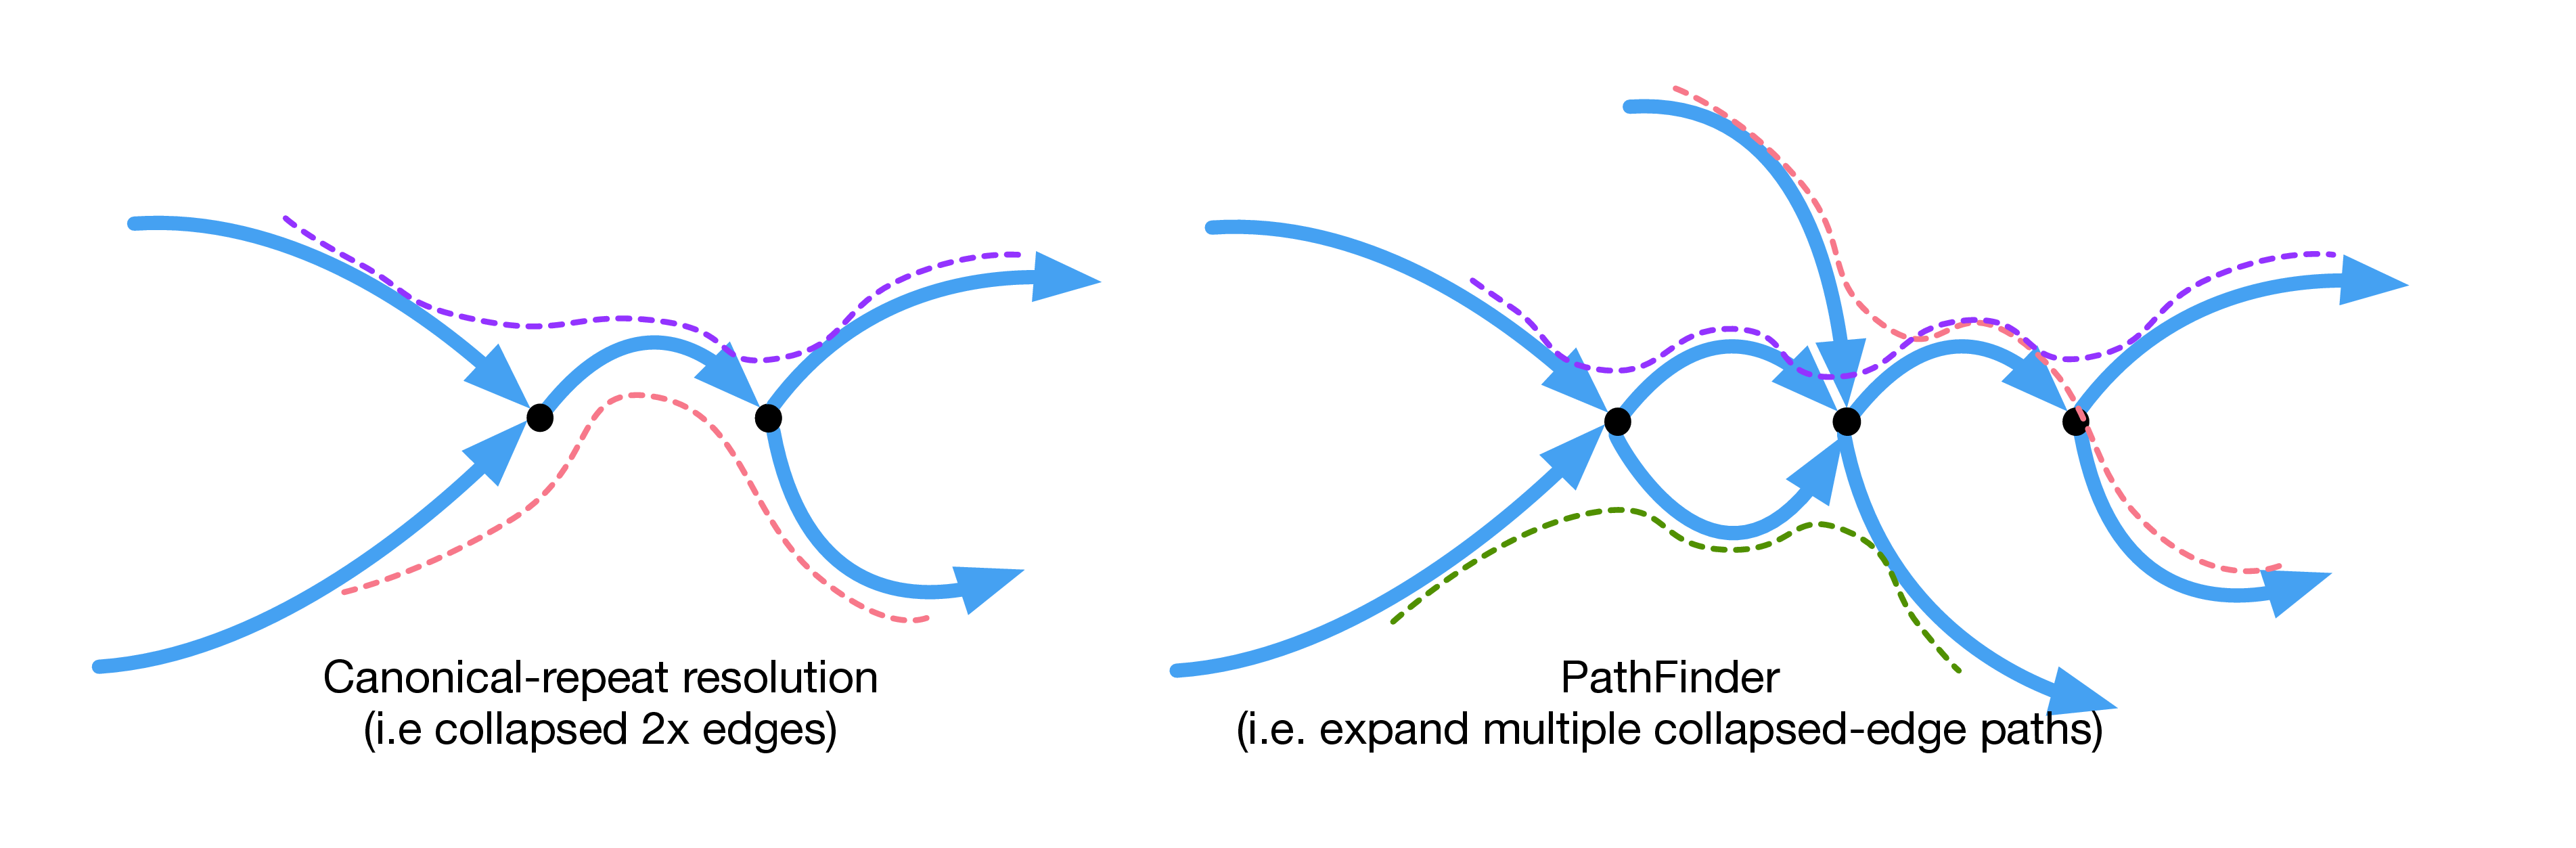 Canonical-repeat resolution
(i.e collapsed 2x edges)
PathFinder
(i.e. expand multiple collapsed-edge paths)